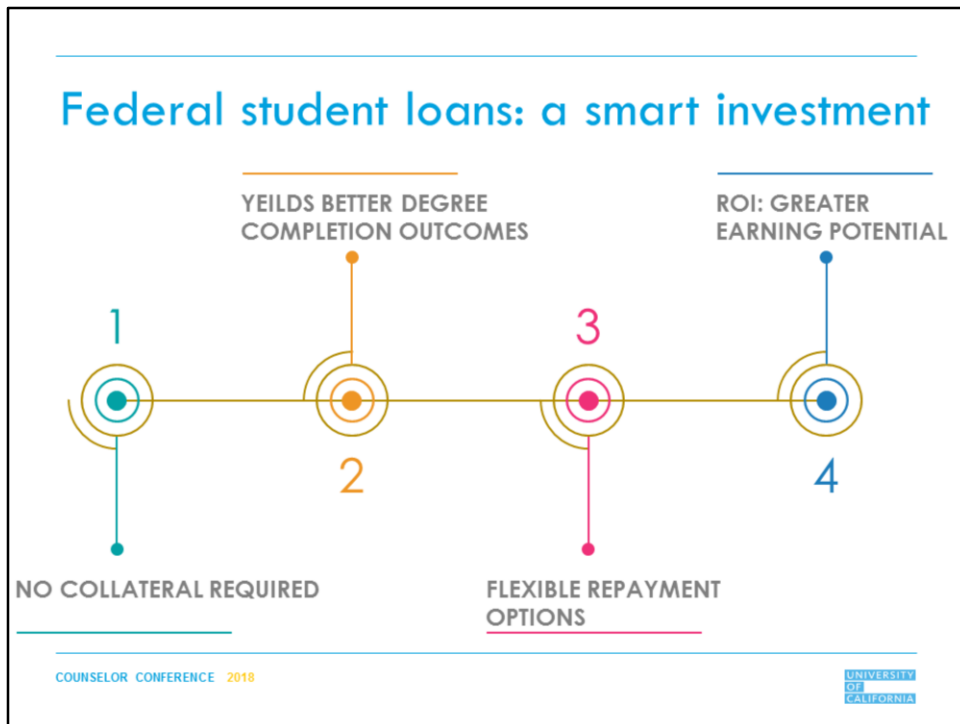 Federal student loans: a smart investment
YEILDS BETTER DEGREE
COMPLETION OUTCOMES
ROI: GREATER
EARNING POTENTIAL
1
3
2
4
NO COLLATERAL REQUIRED
FLEXIBLE REPAYMENT
OPTIONS
COUNSELOR CONFERENCE 2018
UNIVERSITY
OF
CALIFORNIA